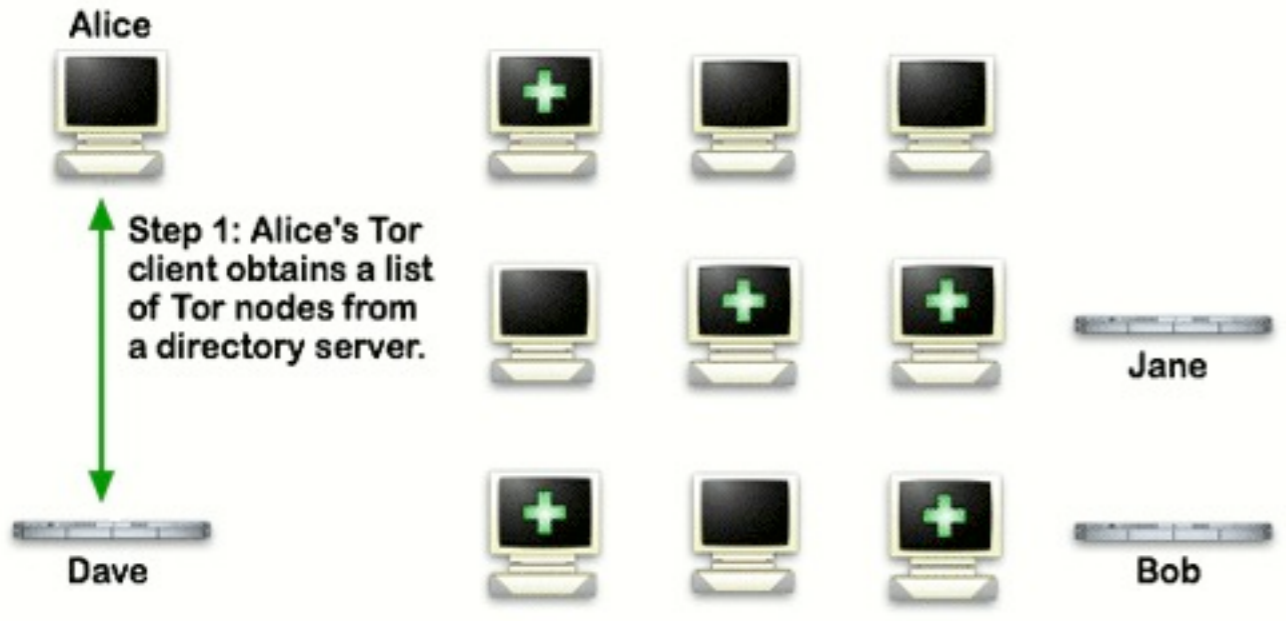 Alice
Step 1: Alice's Tor
client obtains a list
of Tor nodes from
a directory server.
Jane
Dave
Bob